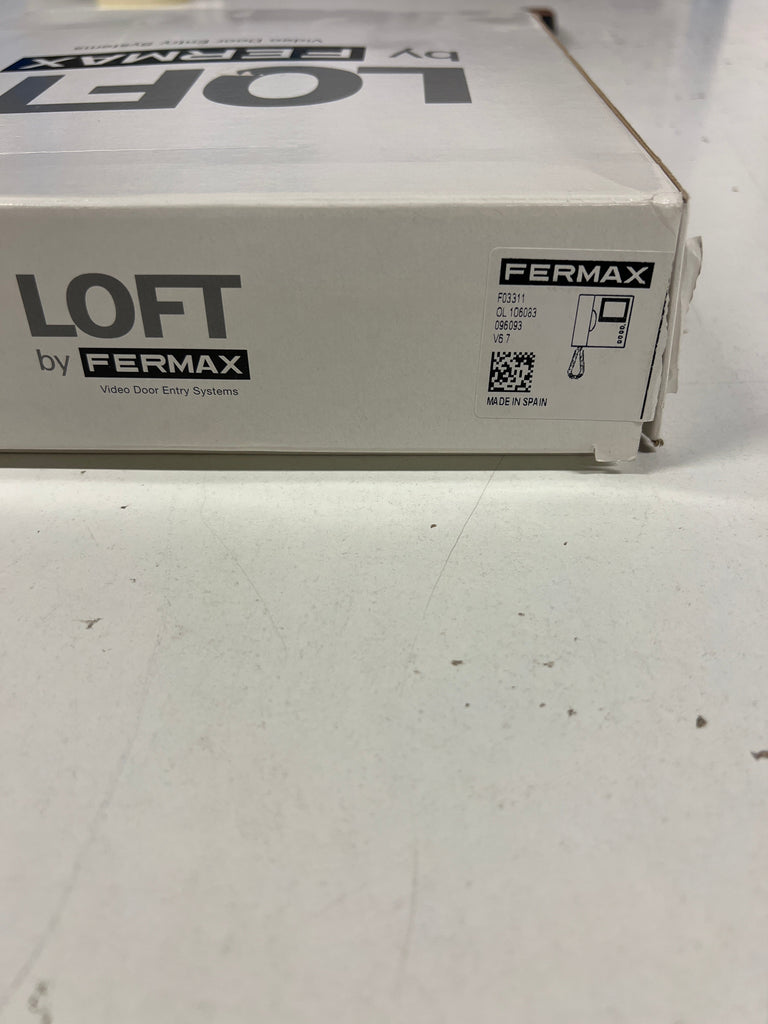 Video Door Entry Systems
by FERMAX
LOFT
LOFT
by FERMAX
Video Door Entry Systems
FERMAX
F03311
OL 106083
096093
V6.7
MADE IN SPAIN